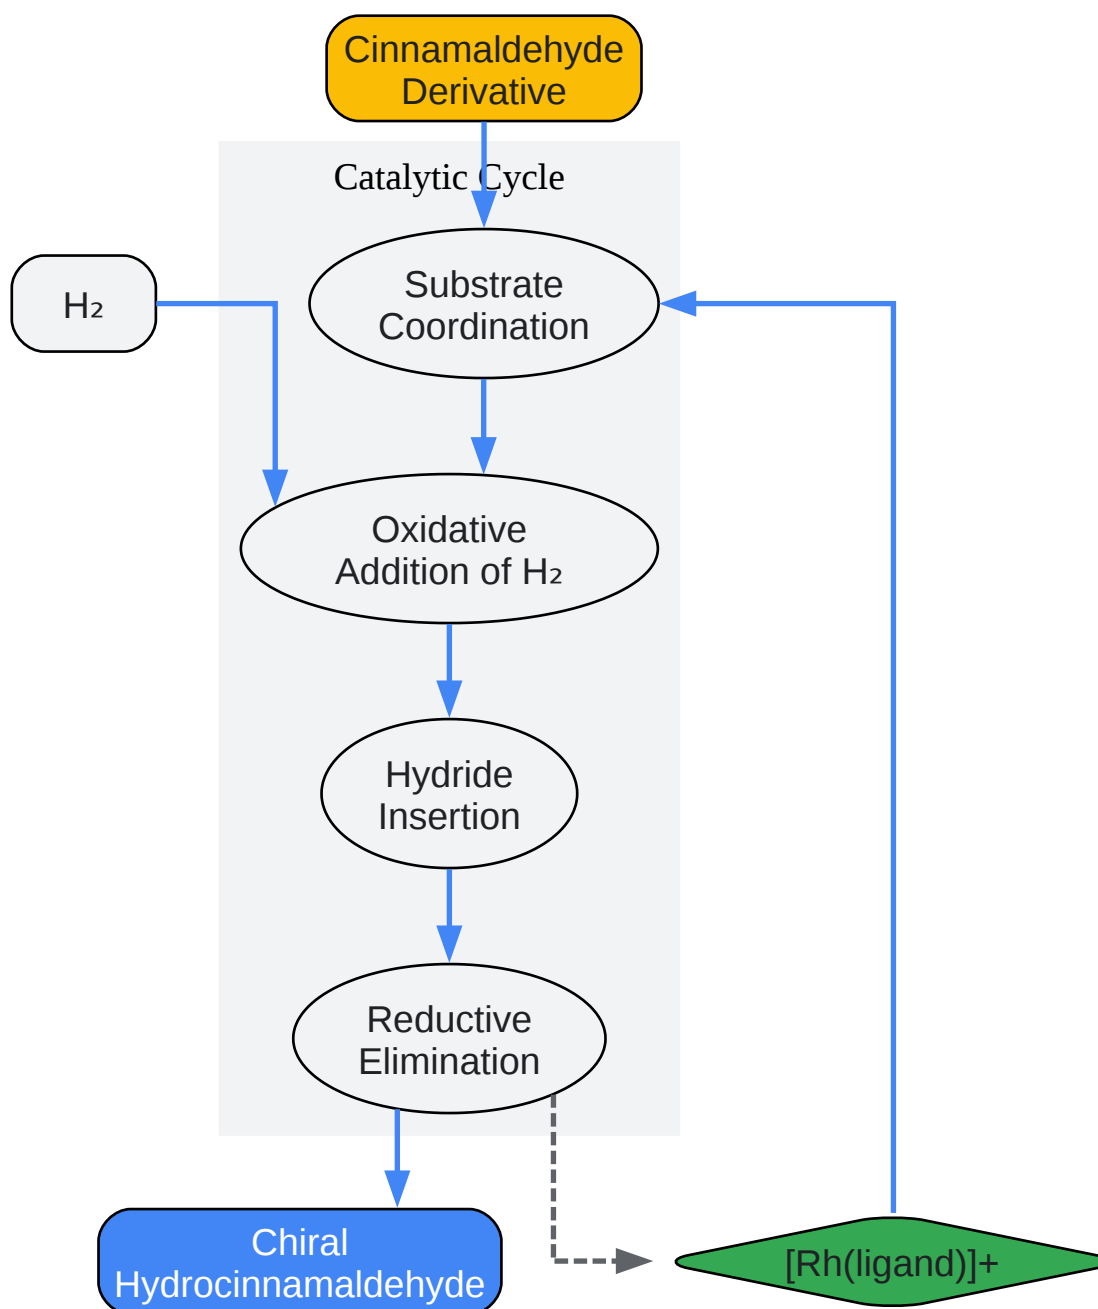 Cinnamaldehyde
Derivative
Catalytic Cycle
H₂
Substrate
Coordination
Oxidative
Addition of H₂
Hydride
Insertion
Reductive
Elimination
Chiral
Hydrocinnamaldehyde
[Rh(ligand)]+